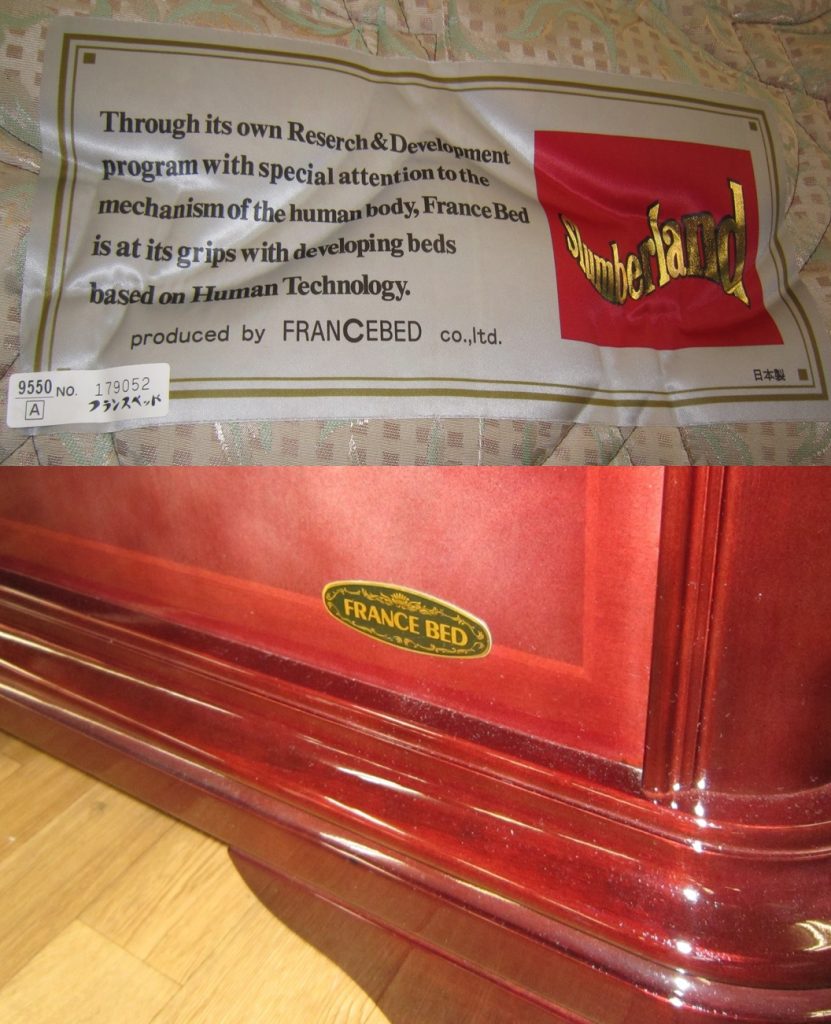 Through its own Reserch&Development
program with special attention to the
mechanism of the human body, France Bed
is at its grips with developing beds
based on Human Technology.
produced by FRANCEBED co.,ltd.
Slumberland
日本製
9550 NO. 179052
A フランスベッド
FRANCE BED